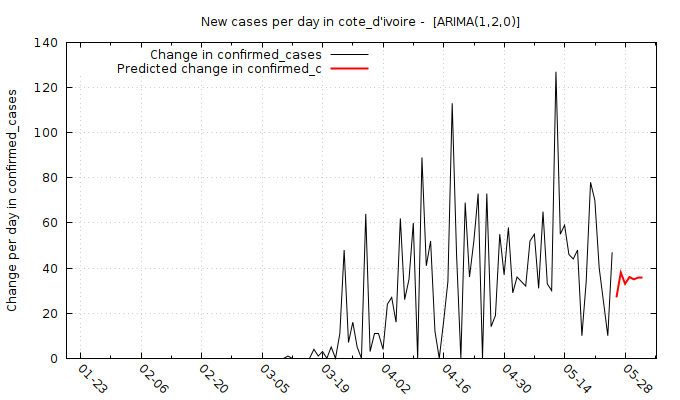 New cases per day in cote_d'ivoire -  [ARIMA(1,2,0)]
Change in confirmed_cases
Predicted change in confirmed_c
Change per day in confirmed_cases
140
120
100
80
60
40
20
0
01-23 02-06 02-20 03-05 03-19 04-02 04-16 04-30 05-14 05-28